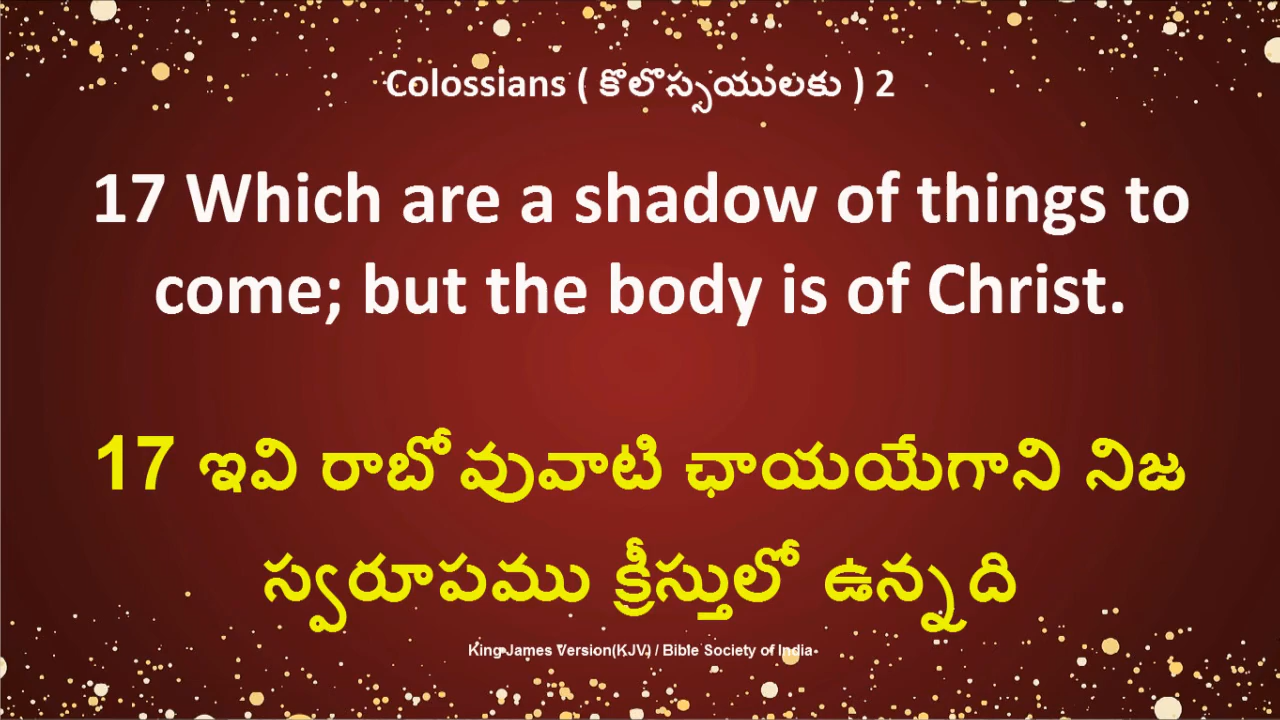 Colossians ( కొలొస్సయులకు ) 2
17 Which are a shadow of things to
come; but the body is of Christ.
17 ఇవి రాబోవువాటి ఛాయయేగాని నిజ
స్వరూపము క్రీస్తులో ఉన్నది
King James Version(KJV) / Bible Society of India